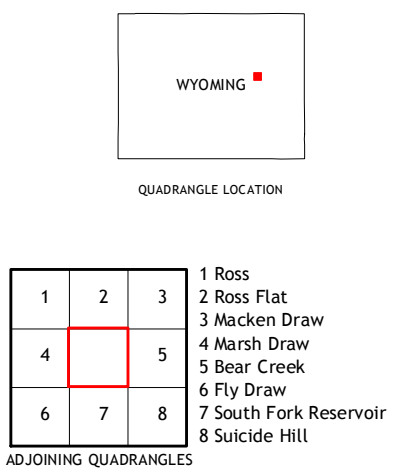 WYOMING
QUADRANGLE LOCATION
1 2 3
4 5
6 7 8
1 Ross
2 Ross Flat
3 Macken Draw
4 Marsh Draw
5 Bear Creek
6 Fly Draw
7 South Fork Reservoir
8 Suicide Hill
ADJOINING QUADRANGLES